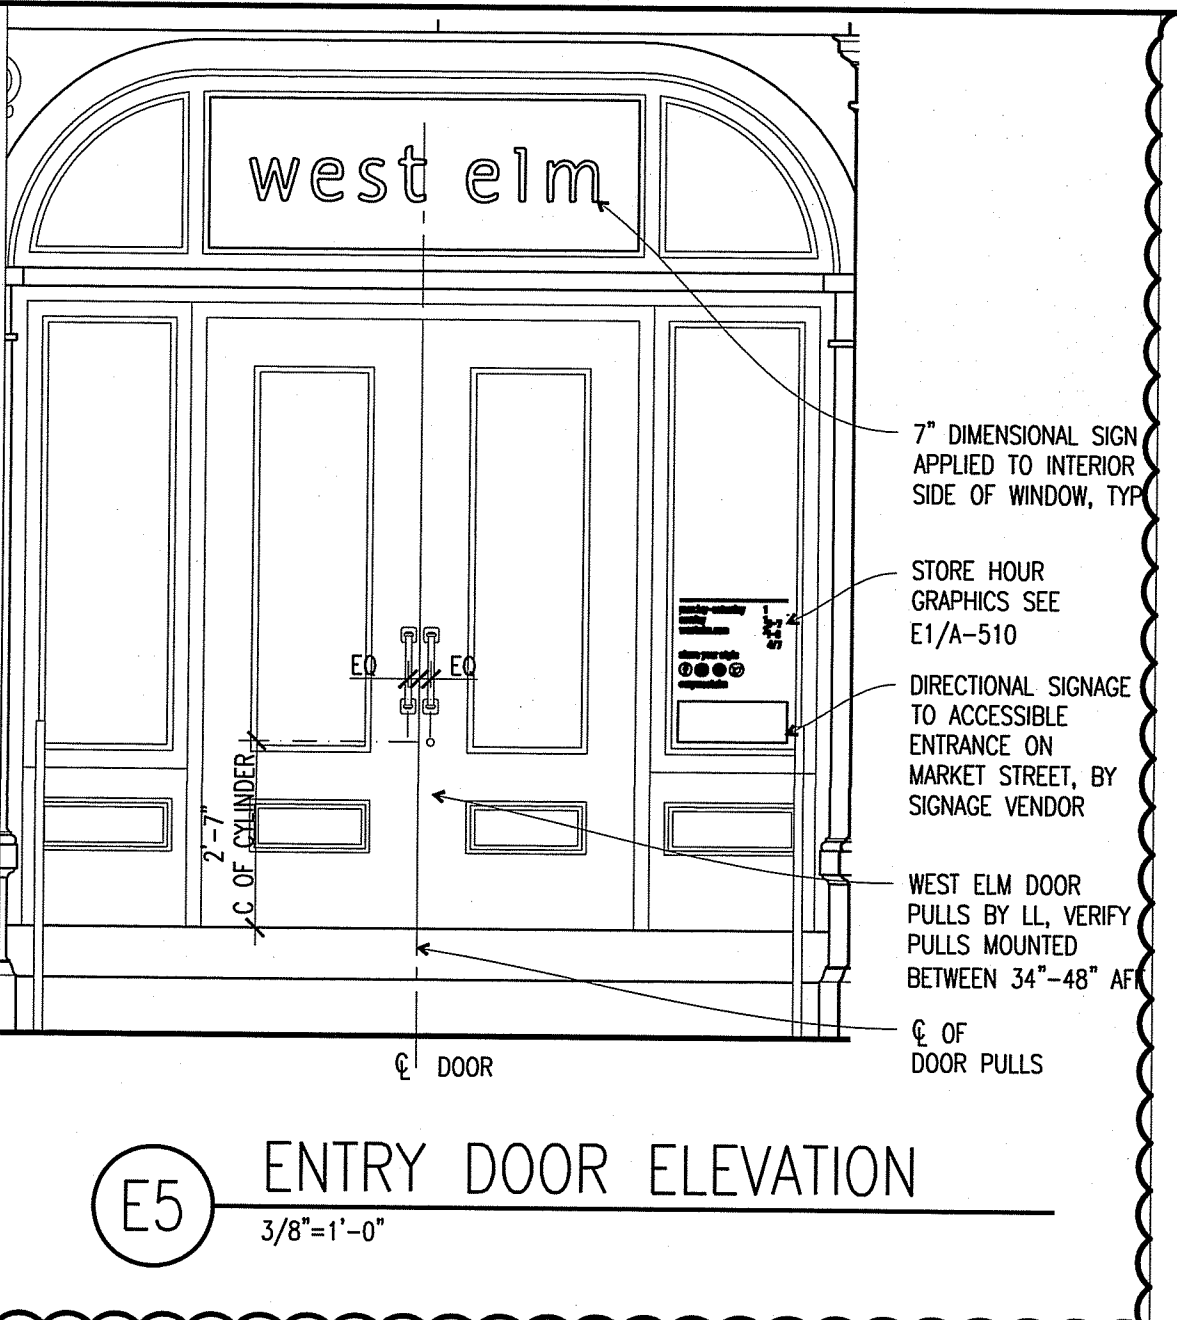 west elm
7" DIMENSIONAL SIGN
APPLIED TO INTERIOR
SIDE OF WINDOW, TYP
STORE HOUR
GRAPHICS SEE
E1/A-510
DIRECTIONAL SIGNAGE
TO ACCESSIBLE
ENTRANCE ON
MARKET STREET, BY
SIGNAGE VENDOR
EQ
EQ
2'-7"
C OF CYLINDER
WEST ELM DOOR
PULLS BY LL, VERIFY
PULLS MOUNTED
BETWEEN 34"-48" AFF
℄ OF
DOOR PULLS
℄ DOOR
E5
ENTRY DOOR ELEVATION
3/8"=1'-0"